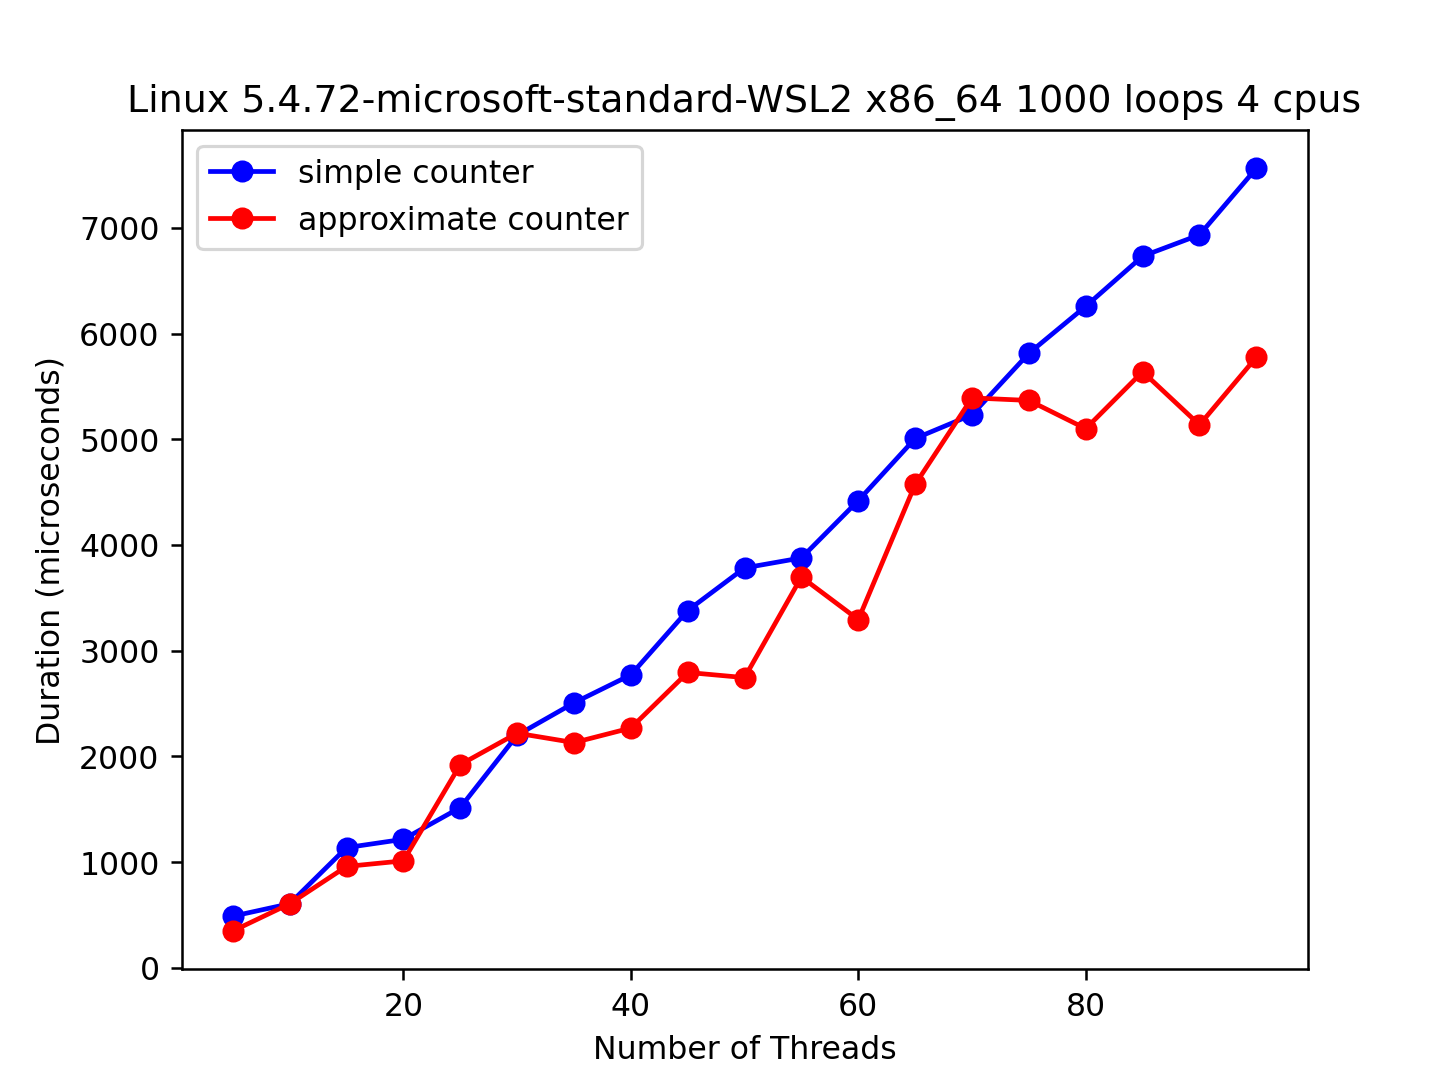 Linux 5.4.72-microsoft-standard-WSL2 x86_64 1000 loops 4 cpus
simple counter
approximate counter
7000
6000
5000
4000
3000
2000
1000
0
Duration (microseconds)
20 40 60 80
Number of Threads